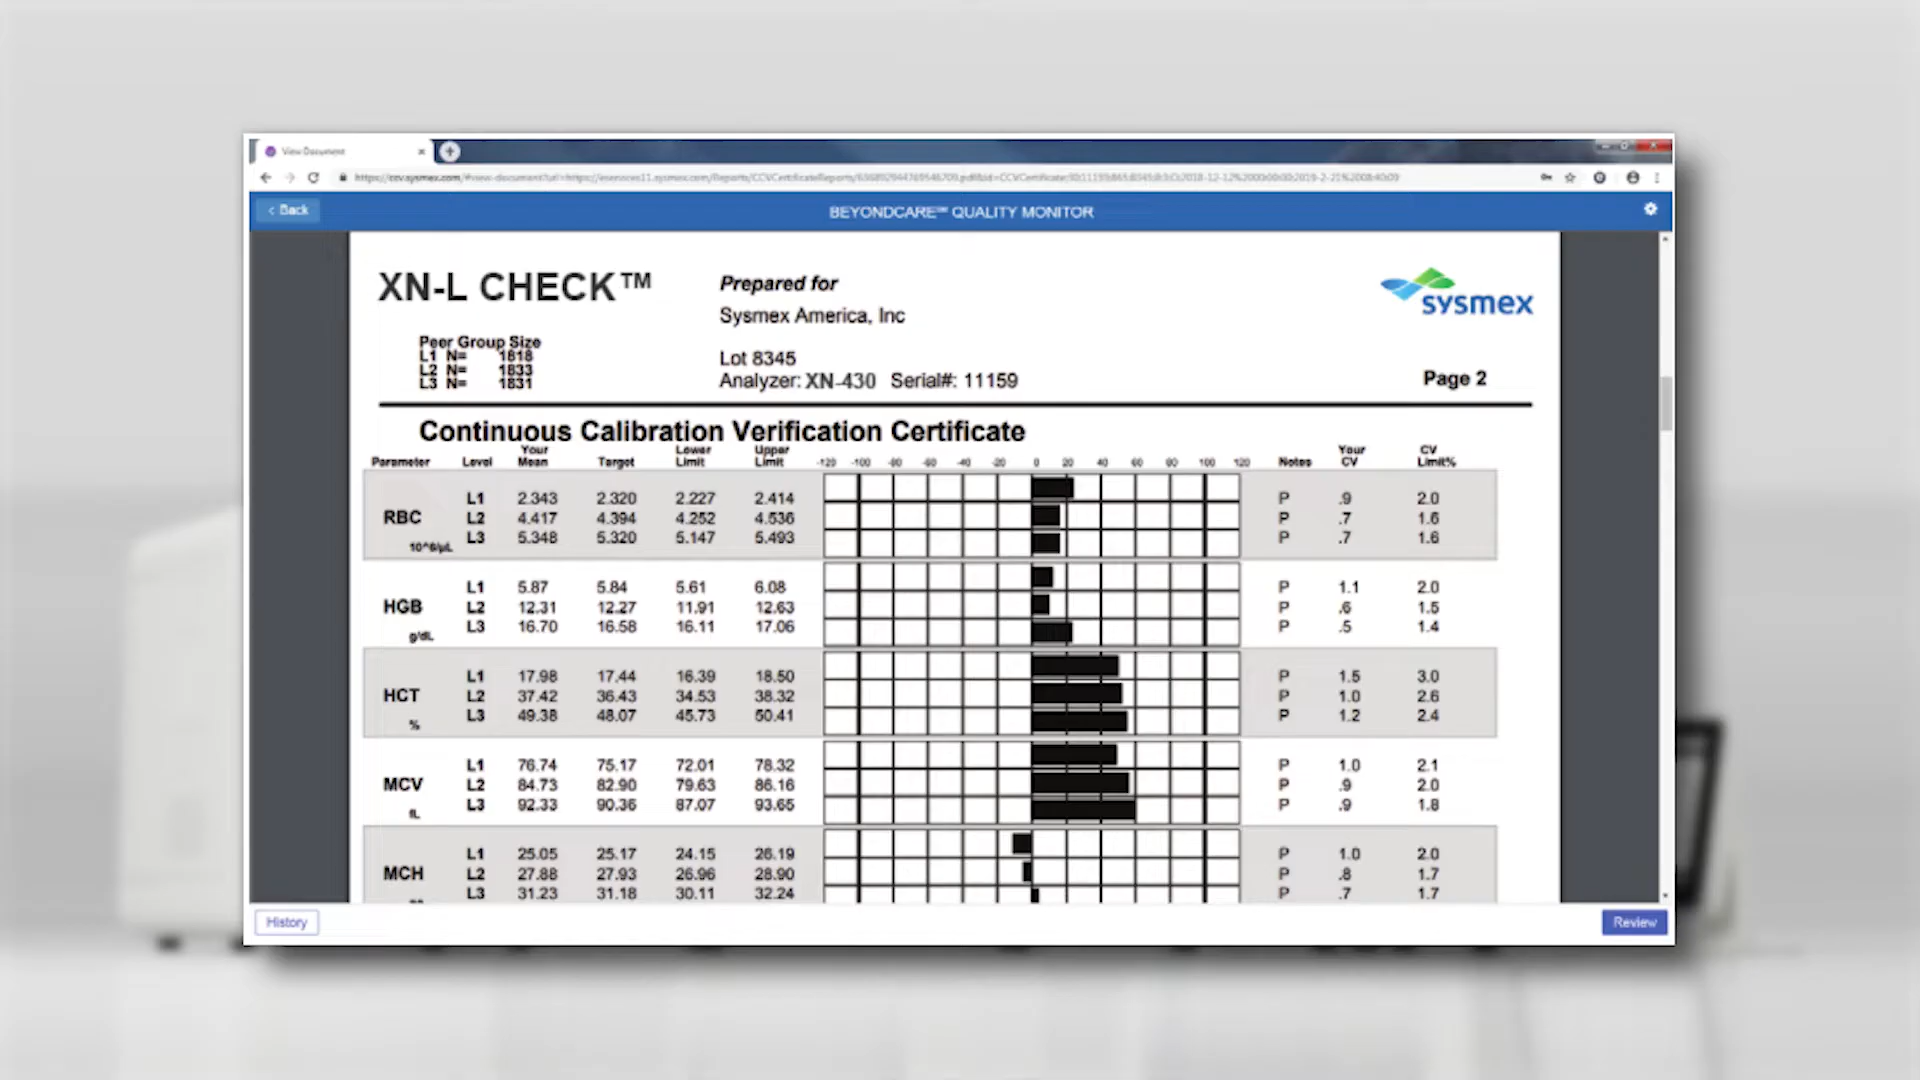 View Document
BEYONDCARE℠ QUALITY MONITOR
< Back
XN-L CHECK™
Prepared for
Sysmex America, Inc
sysmex
Peer Group Size
L1 N= 1818
L2 N= 1833
L3 N= 1831
Lot 8345
Analyzer: XN-430 Serial#: 11159
Page 2
Continuous Calibration Verification Certificate
Parameter Level Your Mean Target Lower Limit Upper Limit -120 -100 -80 -60 -40 -20 0 20 40 60 80 100 120 Notes Your CV CV Limit%
RBC
10^6/µL
L1 2.343 2.320 2.227 2.414 P .9 2.0
L2 4.417 4.394 4.252 4.536 P .7 1.6
L3 5.348 5.320 5.147 5.493 P .7 1.6
HGB
g/dL
L1 5.87 5.84 5.61 6.08 P 1.1 2.0
L2 12.31 12.27 11.91 12.63 P .6 1.5
L3 16.70 16.58 16.11 17.06 P .5 1.4
HCT
%
L1 17.98 17.44 16.39 18.50 P 1.5 3.0
L2 37.42 36.43 34.53 38.32 P 1.0 2.6
L3 49.38 48.07 45.73 50.41 P 1.2 2.4
MCV
fL
L1 76.74 75.17 72.01 78.32 P 1.0 2.1
L2 84.73 82.90 79.63 86.16 P .9 2.0
L3 92.33 90.36 87.07 93.65 P .9 1.8
MCH
L1 25.05 25.17 24.15 26.19 P 1.0 2.0
L2 27.88 27.93 26.96 28.90 P .8 1.7
L3 31.23 31.18 30.11 32.24 P .7 1.7
History
Review